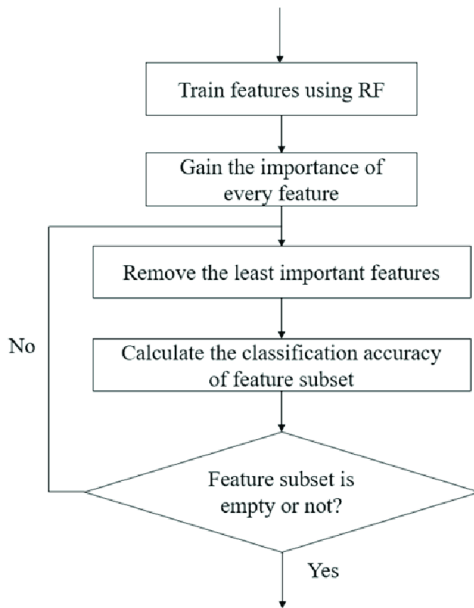 Train features using RF
Gain the importance of
every feature
Remove the least important features
No
Calculate the classification accuracy
of feature subset
Feature subset is
empty or not?
Yes